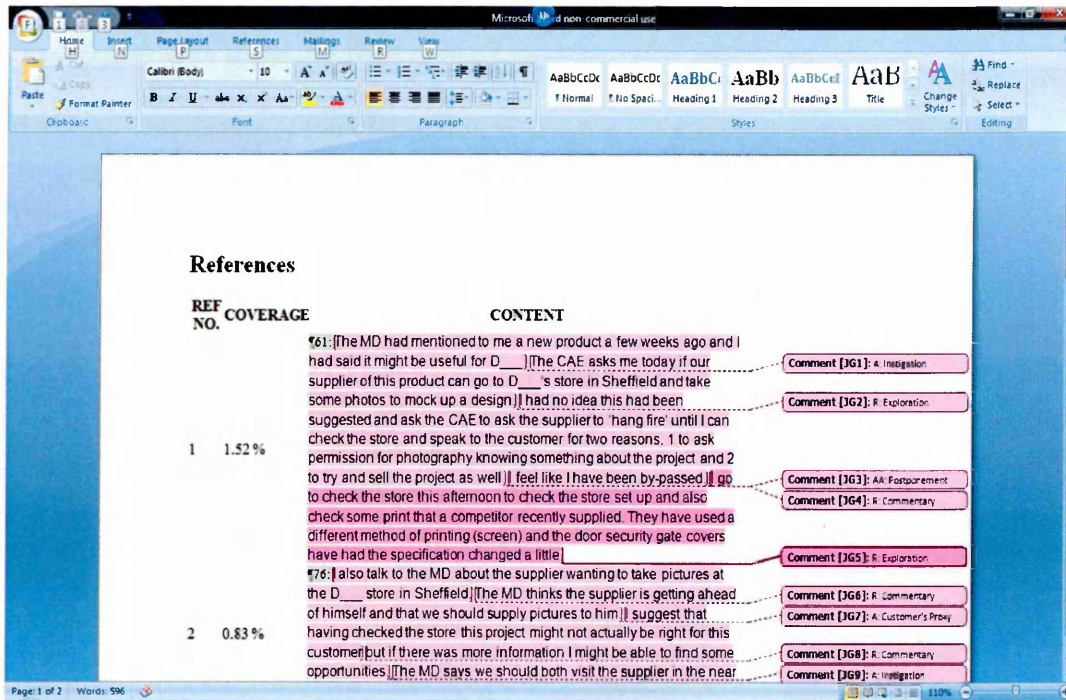 Microsoft d non-commercial use
1 2 3
Home Insert Page Layout References Mailings Review View
H N P S M R W
Cut
Copy
Paste
Format Painter
Clipboard
Calibri (Body) 10
B I U abc X, X' Aa
Font
Paragraph
AaBbCcDc AaBbCcDc AaBbC AaBb AaBbCcI AaB
¶ Normal ¶ No Spaci... Heading 1 Heading 2 Heading 3 Title
Change Styles
Styles
Find
Replace
Select
Editing
References
REF NO. COVERAGE CONTENT
¶61:[The MD had mentioned to me a new product a few weeks ago and I
had said it might be useful for D___.][The CAE asks me today if our
supplier of this product can go to D___'s store in Sheffield and take
some photos to mock up a design.][I had no idea this had been
suggested and ask the CAE to ask the supplier to 'hang fire' until I can
check the store and speak to the customer for two reasons, 1 to ask
1 1.52%
permission for photography knowing something about the project and 2
to try and sell the project as well.][I feel like I have been by-passed.][I go
to check the store this afternoon to check the store set up and also
check some print that a competitor recently supplied. They have used a
different method of printing (screen) and the door security gate covers
have had the specification changed a little.]
¶76:[I also talk to the MD about the supplier wanting to take pictures at
the D___ store in Sheffield.][The MD thinks the supplier is getting ahead
of himself and that we should supply pictures to him.][I suggest that
2 0.83%
having checked the store this project might not actually be right for this
customer][but if there was more information I might be able to find some
opportunities.][The MD says we should both visit the supplier in the near
Comment [JG1]: A: Instigation
Comment [JG2]: R: Exploration
Comment [JG3]: AA: Postponement
Comment [JG4]: R: Commentary
Comment [JG5]: R: Exploration
Comment [JG6]: R: Commentary
Comment [JG7]: A: Customer's Proxy
Comment [JG8]: R: Commentary
Comment [JG9]: A: Instigation
Page: 1 of 2 Words: 596
110%